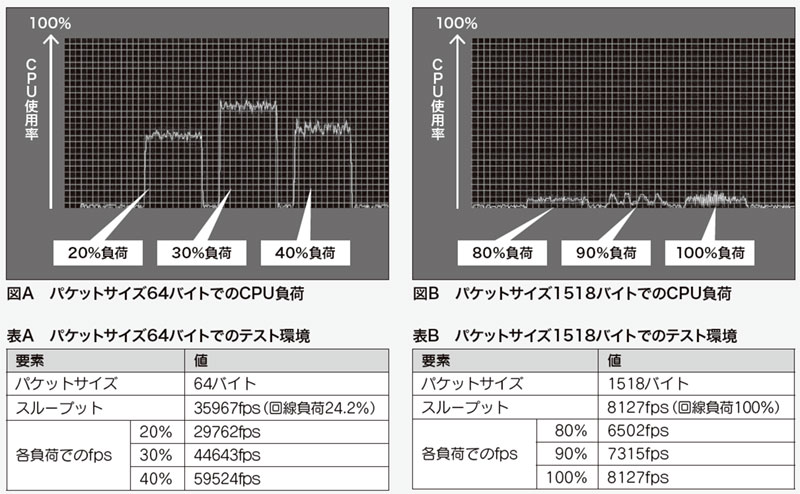 100%
CPU使用率
20%負荷
30%負荷
40%負荷
図A パケットサイズ64バイトでのCPU負荷
表A パケットサイズ64バイトでのテスト環境
要素 値
パケットサイズ 64バイト
スループット 35967fps(回線負荷24.2%)
各負荷でのfps
20% 29762fps
30% 44643fps
40% 59524fps
100%
CPU使用率
80%負荷
90%負荷
100%負荷
図B パケットサイズ1518バイトでのCPU負荷
表B パケットサイズ1518バイトでのテスト環境
要素 値
パケットサイズ 1518バイト
スループット 8127fps(回線負荷100%)
各負荷でのfps
80% 6502fps
90% 7315fps
100% 8127fps